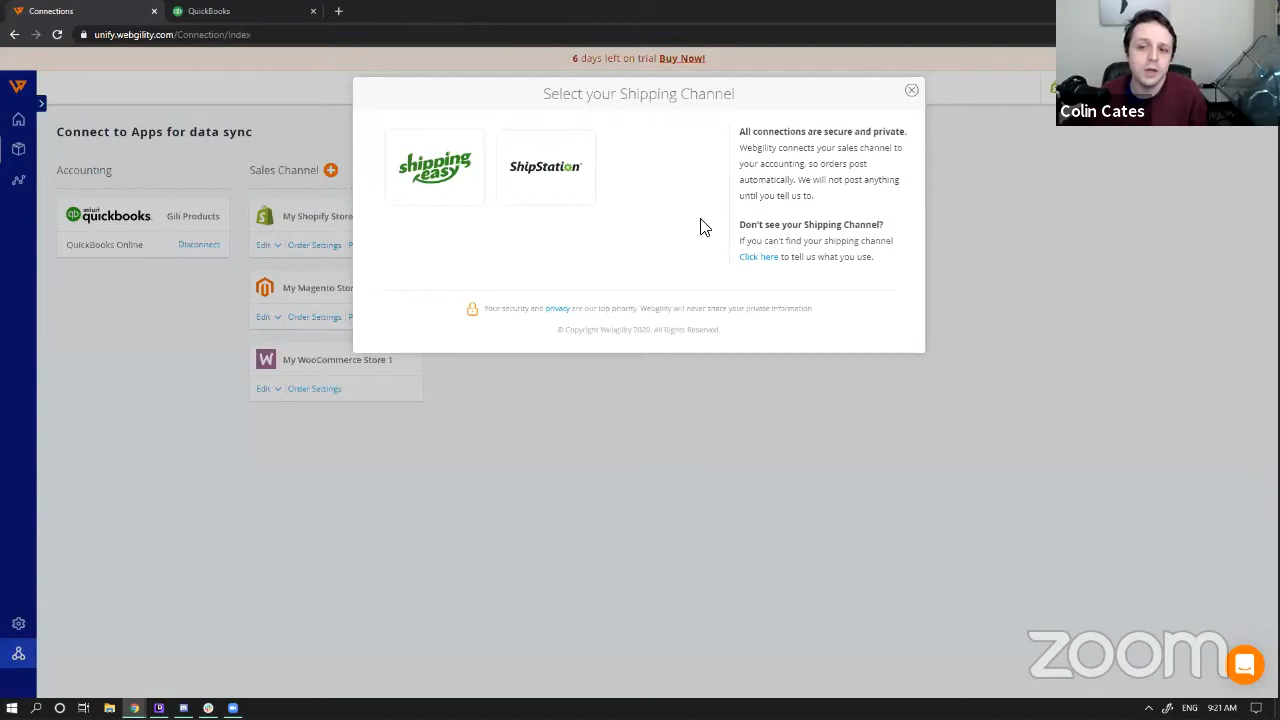 Connections
QuickBooks
unify.webgility.com/Connection/Index
6 days left on trial Buy Now!
Select your Shipping Channel
Colin Cates
Connect to Apps for data sync
Accounting
Sales Channel
intuit
quickbooks.
Gili Products
QuickBooks Online
Disconnect
My Shopify Store
Edit
Order Settings
My Magento Stor
Edit
Order Settings
My WooCommerce Store 1
Edit
Order Settings
shipping
easy
ShipStation
All connections are secure and private.
Webgility connects your sales channel to
your accounting, so orders post
automatically. We will not post anything
until you tell us to.
Don't see your Shipping Channel?
If you can't find your shipping channel
Click here to tell us what you use.
Your security and privacy are our top priority. Webgility will never share your private information
© Copyright Webgility 2020. All Rights Reserved
zoom
ENG
9:21 AM